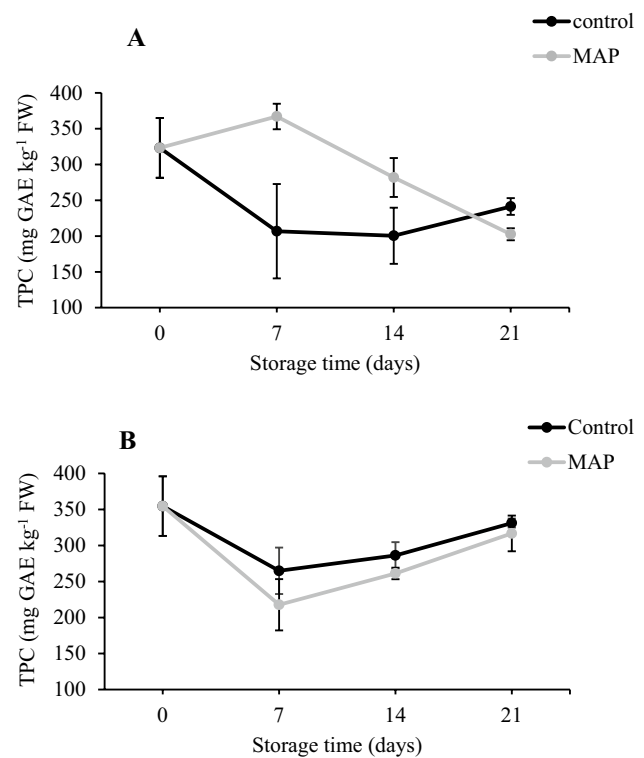 A
control
MAP
TPC (mg GAE kg⁻¹ FW)
400
350
300
250
200
150
100
0 7 14 21
Storage time (days)
B
Control
MAP
TPC (mg GAE kg⁻¹ FW)
400
350
300
250
200
150
100
0 7 14 21
Storage time (days)